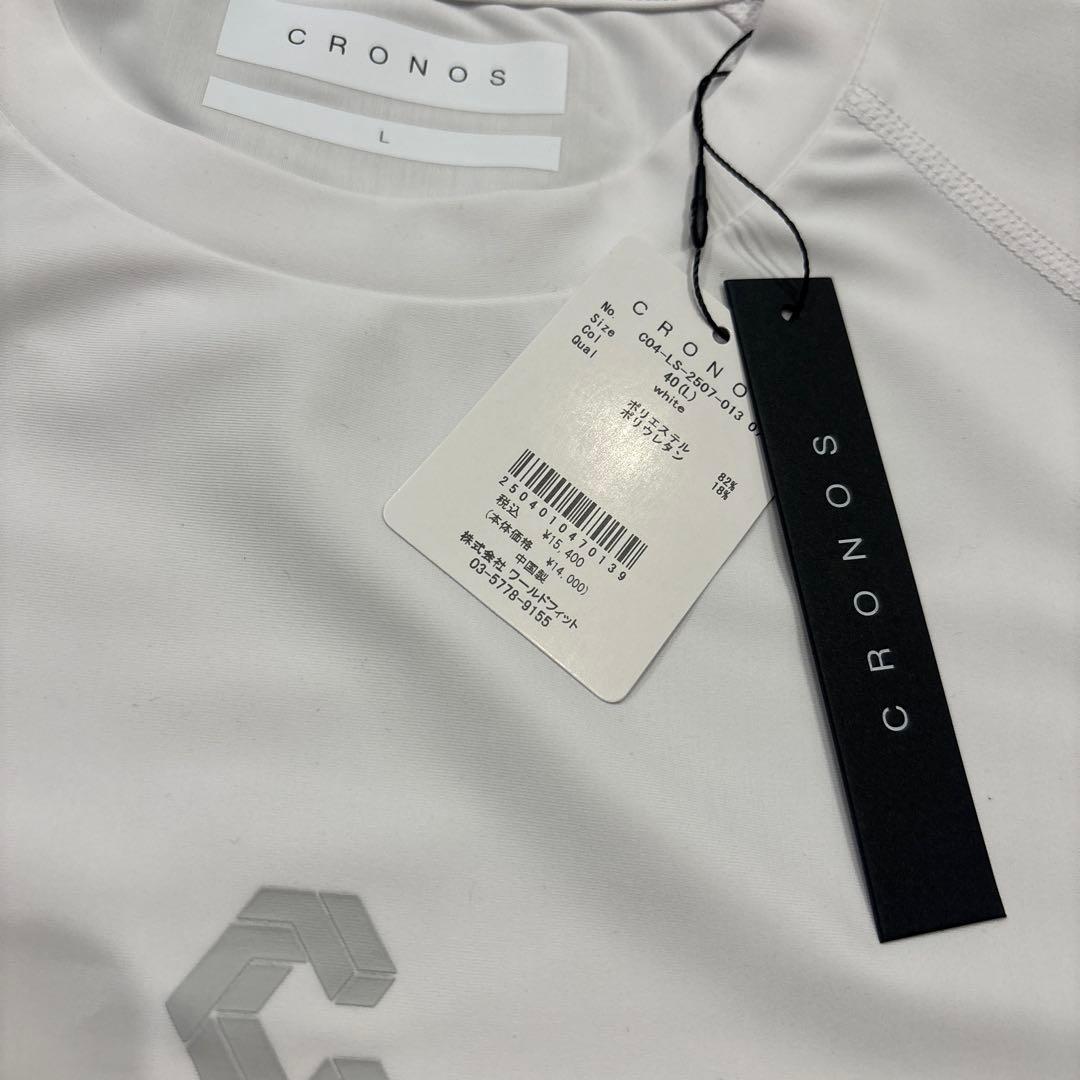 CRONOS
L
CRONO
No. C04-LS-2507-013
Size 40(L)
Col white
Qual ポリエステル 82%
ポリウレタン 18%
2504010470139
税込 ¥15,400
(本体価格 ¥14,000)
中国製
株式会社 ワールドフィット
03-5778-9155
CRONOS